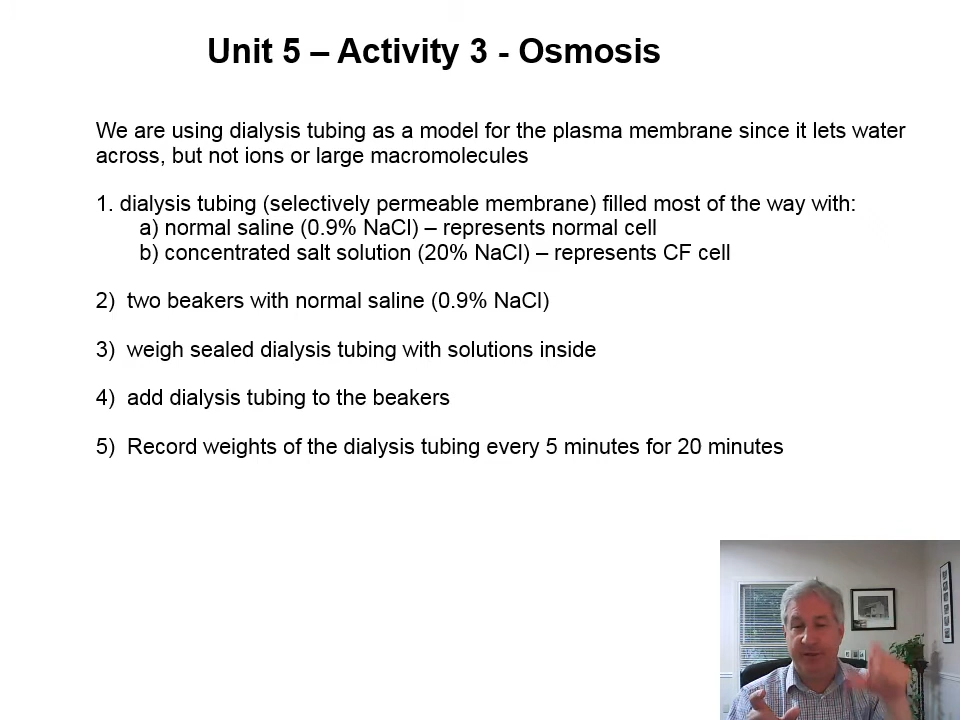 Unit 5 – Activity 3 - Osmosis
We are using dialysis tubing as a model for the plasma membrane since it lets water
across, but not ions or large macromolecules
1. dialysis tubing (selectively permeable membrane) filled most of the way with:
a) normal saline (0.9% NaCl) – represents normal cell
b) concentrated salt solution (20% NaCl) – represents CF cell
2) two beakers with normal saline (0.9% NaCl)
3) weigh sealed dialysis tubing with solutions inside
4) add dialysis tubing to the beakers
5) Record weights of the dialysis tubing every 5 minutes for 20 minutes